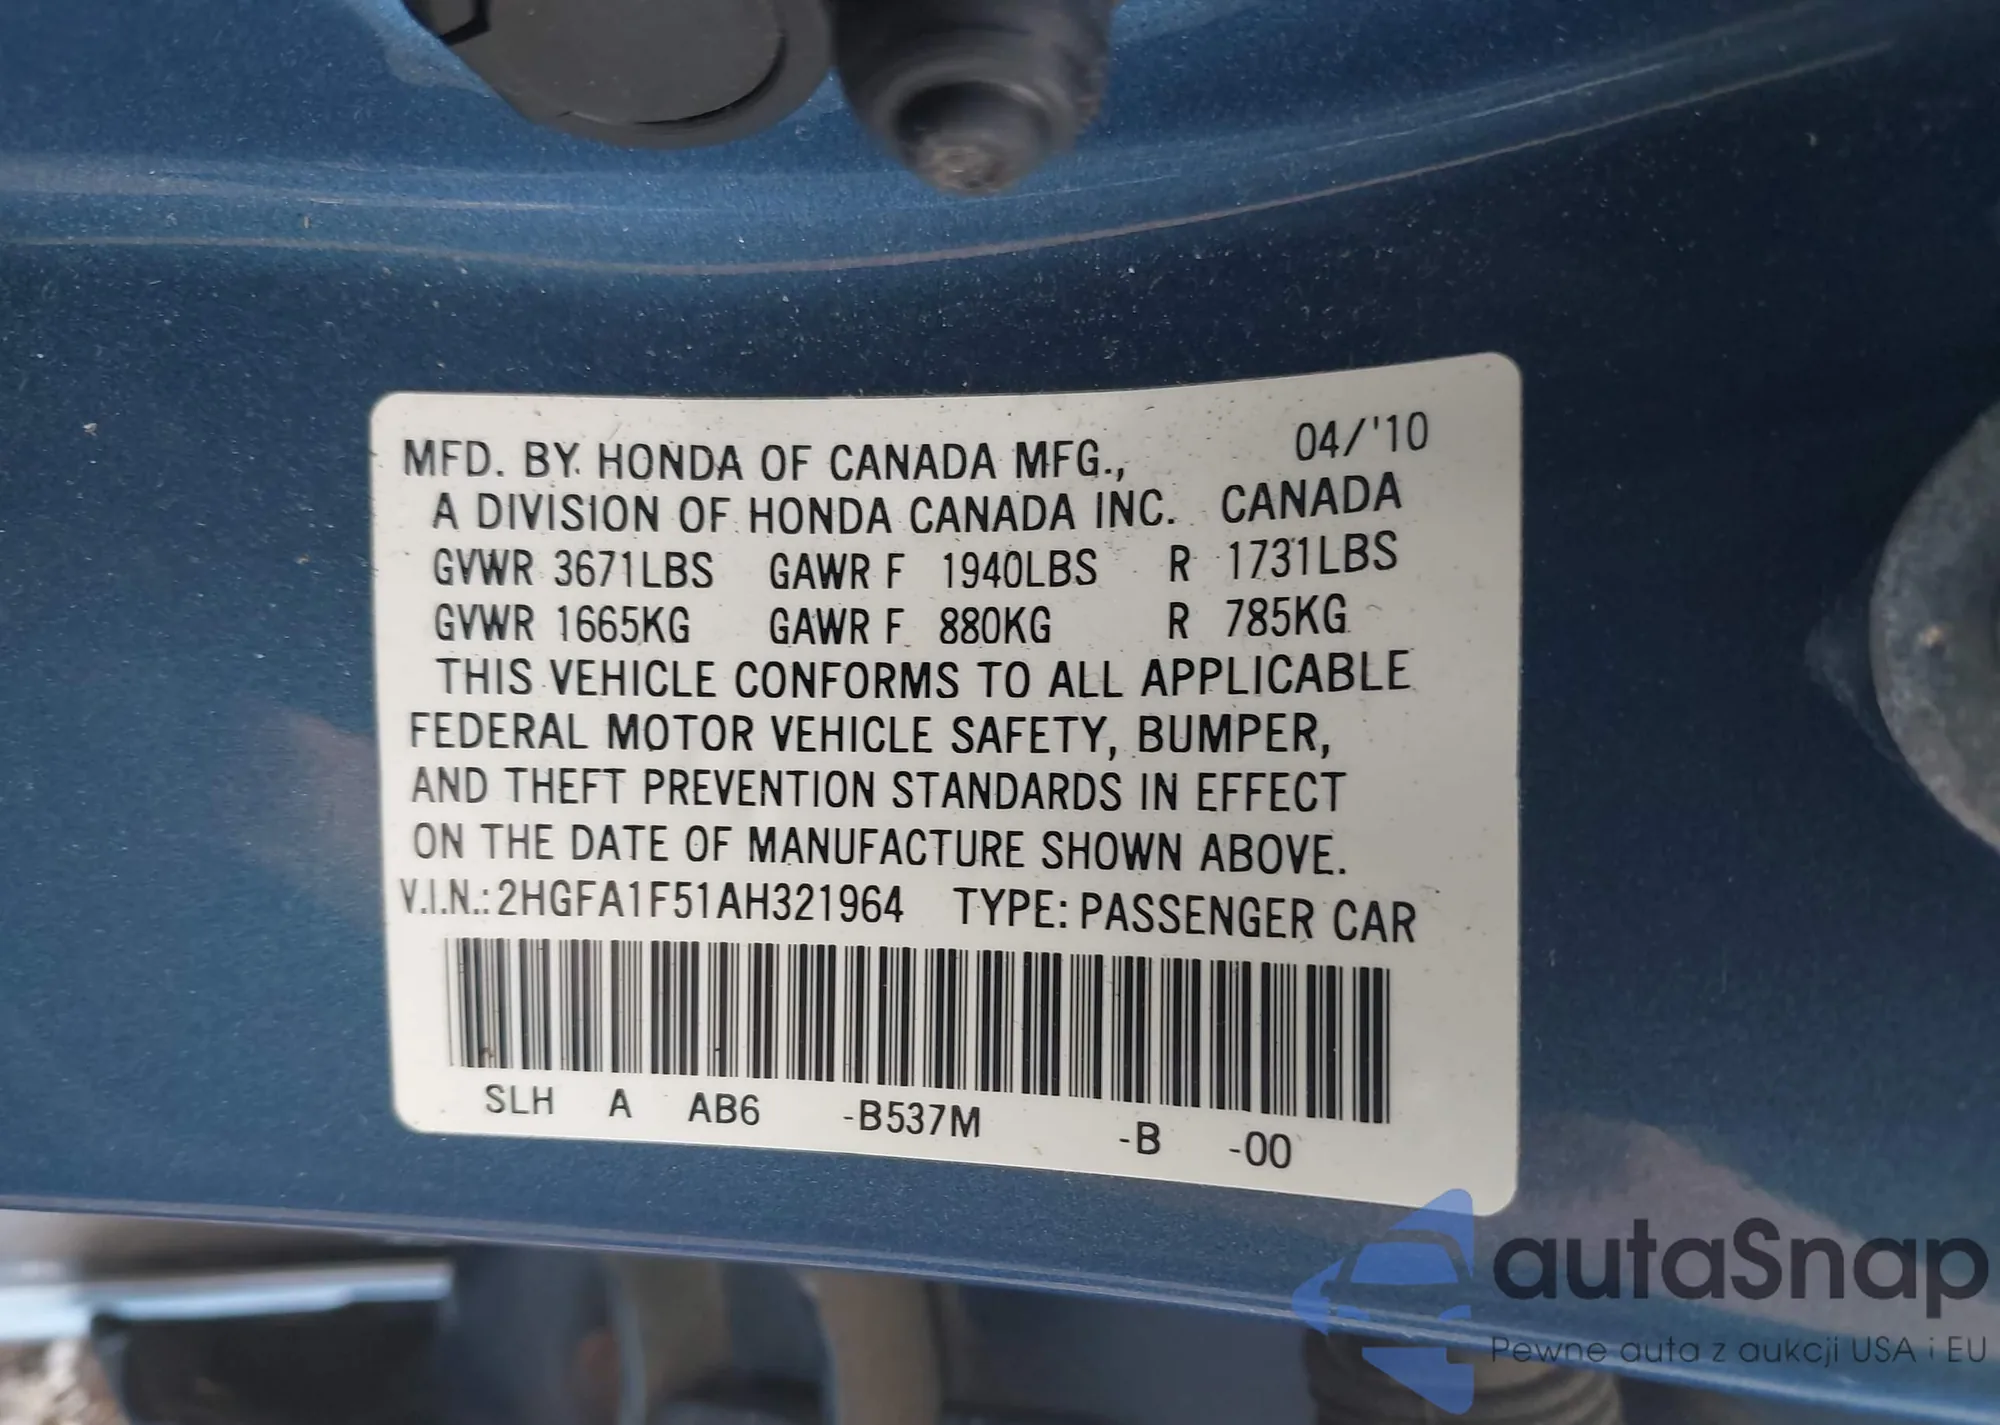 MFD. BY HONDA OF CANADA MFG., 04/'10
A DIVISION OF HONDA CANADA INC. CANADA
GVWR 3671LBS GAWR F 1940LBS R 1731LBS
GVWR 1665KG GAWR F 880KG R 785KG
THIS VEHICLE CONFORMS TO ALL APPLICABLE
FEDERAL MOTOR VEHICLE SAFETY, BUMPER,
AND THEFT PREVENTION STANDARDS IN EFFECT
ON THE DATE OF MANUFACTURE SHOWN ABOVE.
V.I.N.: 2HGFA1F51AH321964 TYPE: PASSENGER CAR
SLH A AB6 -B537M -B -00
autaSnap
Pewne auta z aukcji USA i EU